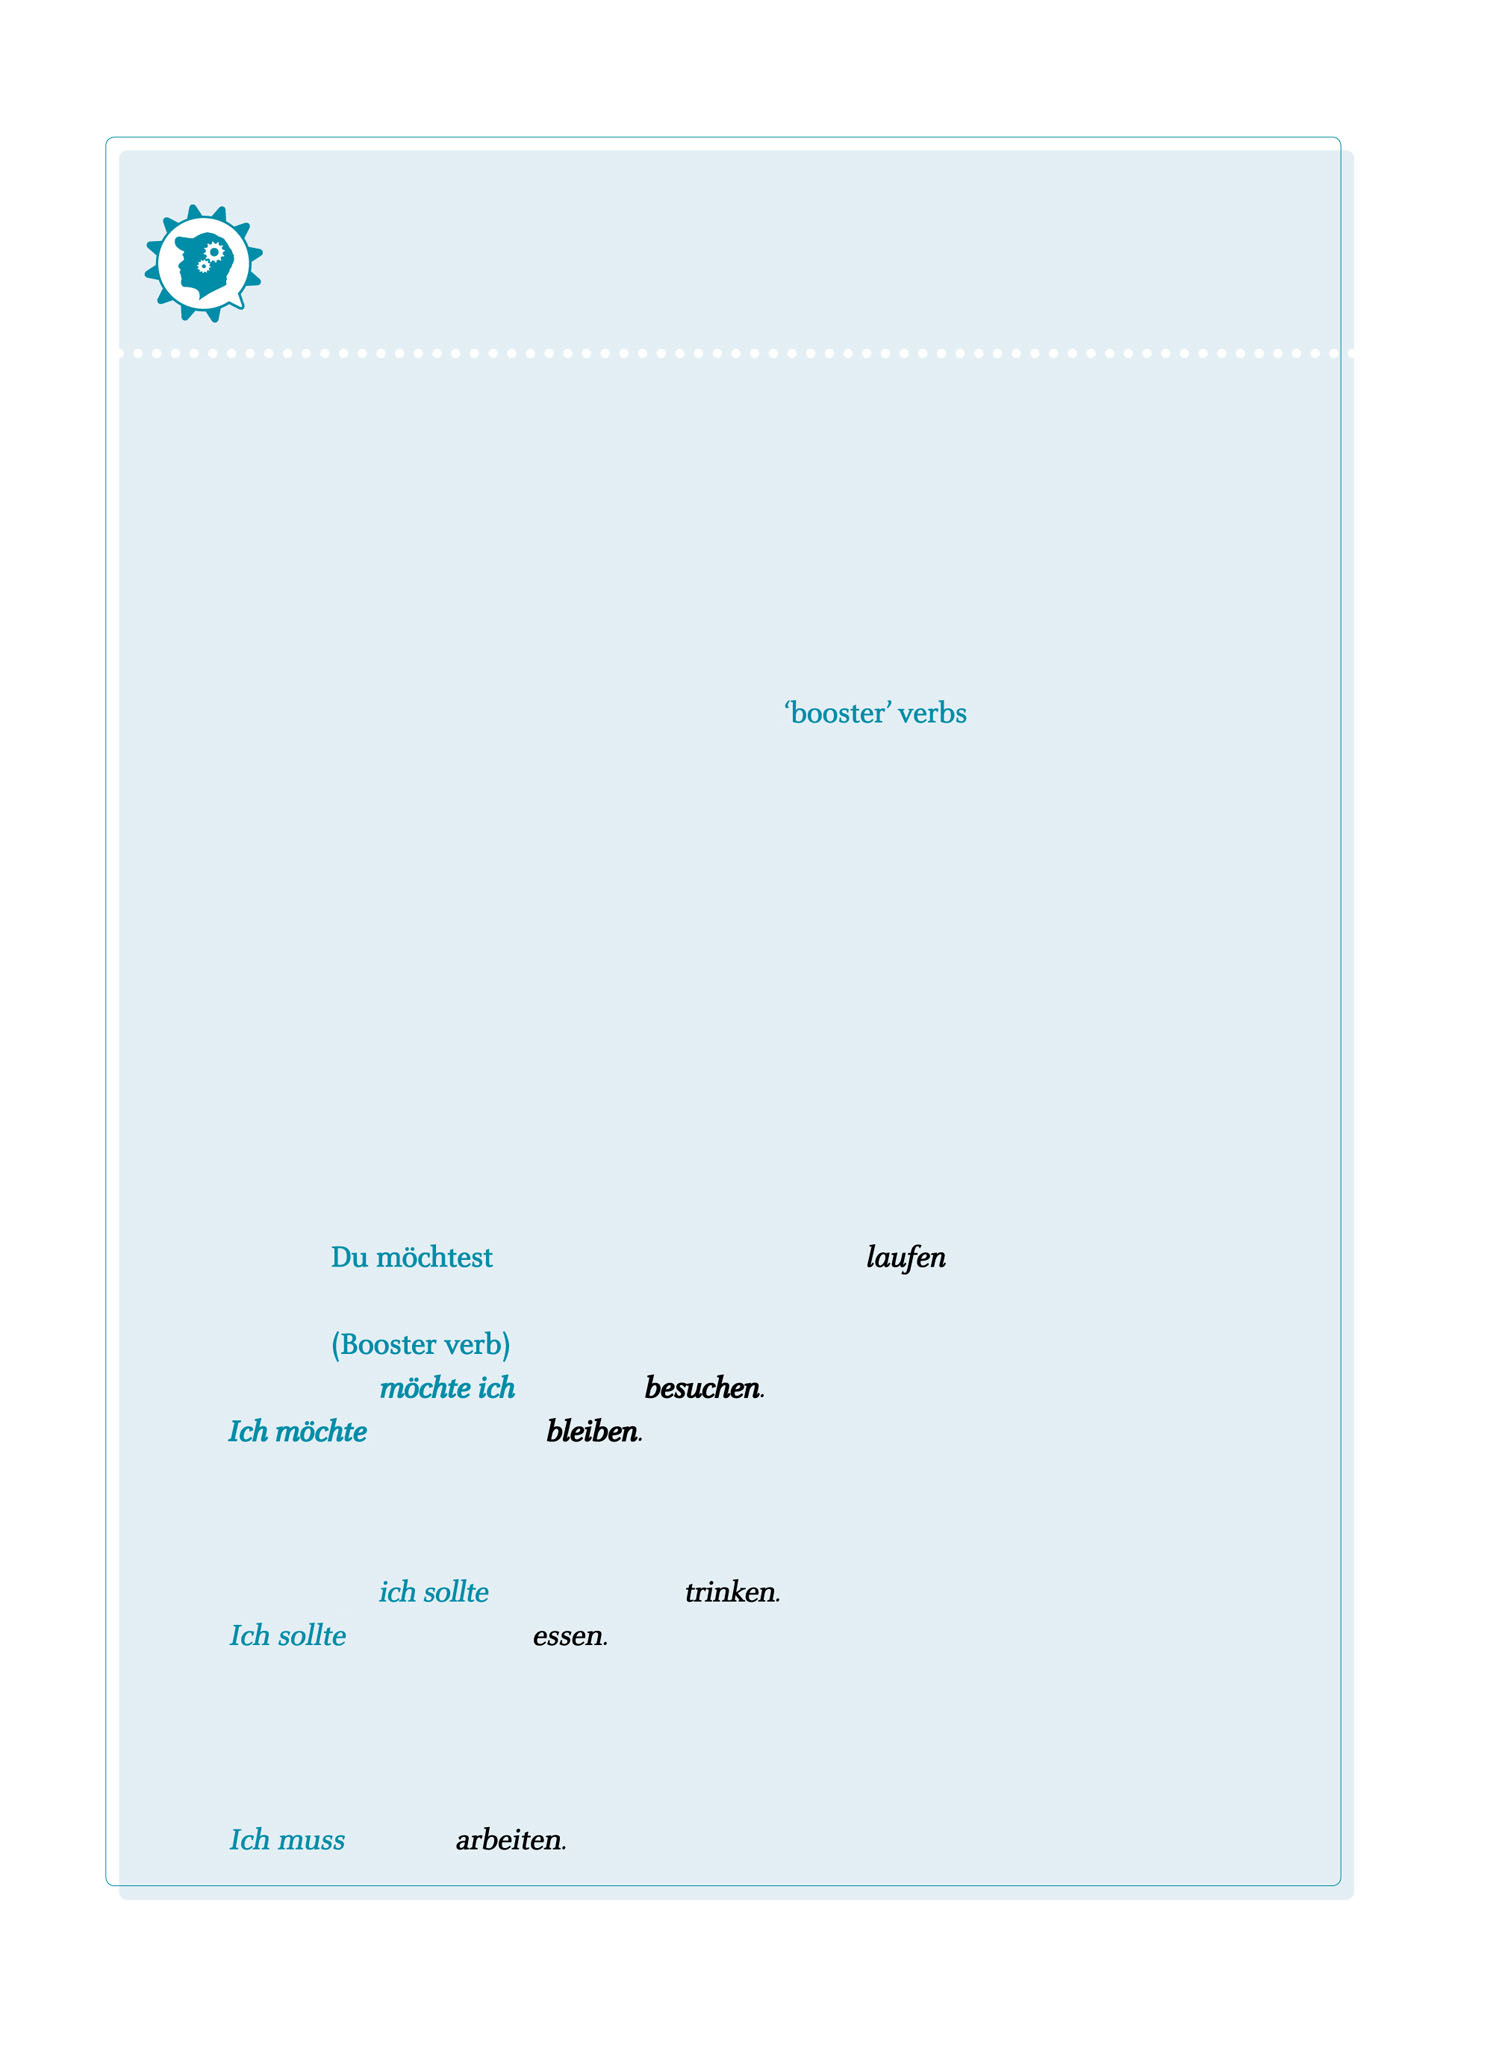 ‘booster’ verbs
Du möchtest laufen
(Booster verb)
möchte ich besuchen.
Ich möchte bleiben.
ich sollte trinken.
Ich sollte essen.
Ich muss arbeiten.